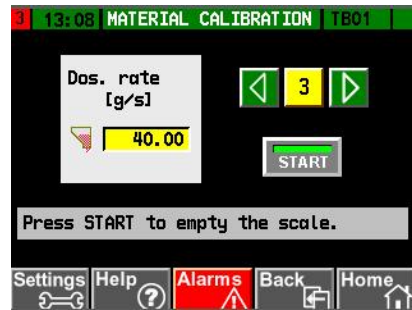 3 13:08 MATERIAL CALIBRATION TB01
Dos. rate
[g/s]
40.00
3
START
Press START to empty the scale.
Settings Help Alarms Back Home